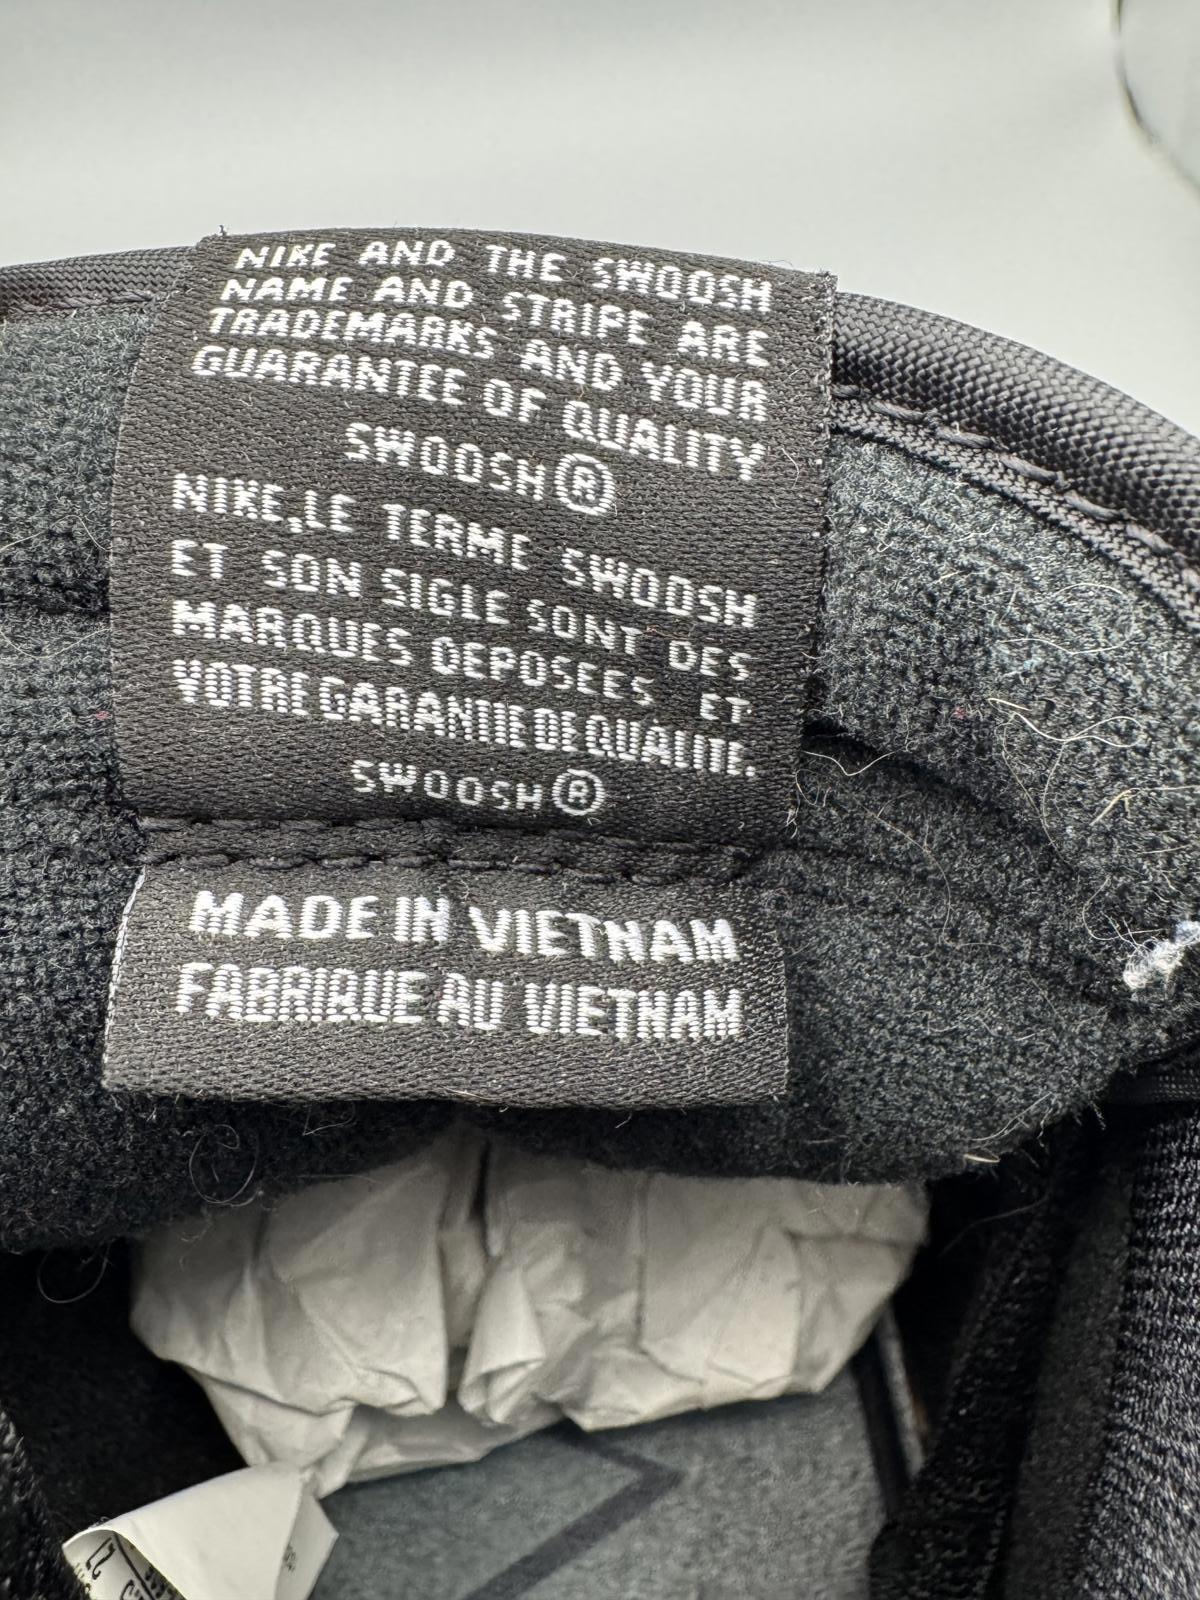 NIKE AND THE SWOOSH
NAME AND STRIPE ARE
TRADEMARKS AND YOUR
GUARANTEE OF QUALITY
SWOOSH®
NIKE,LE TERME SWOOSH
ET SON SIGLE SONT DES
MARQUES DEPOSEES ET
VOTRE GARANTIE DE QUALITE.
SWOOSH®
MADE IN VIETNAM
FABRIQUE AU VIETNAM